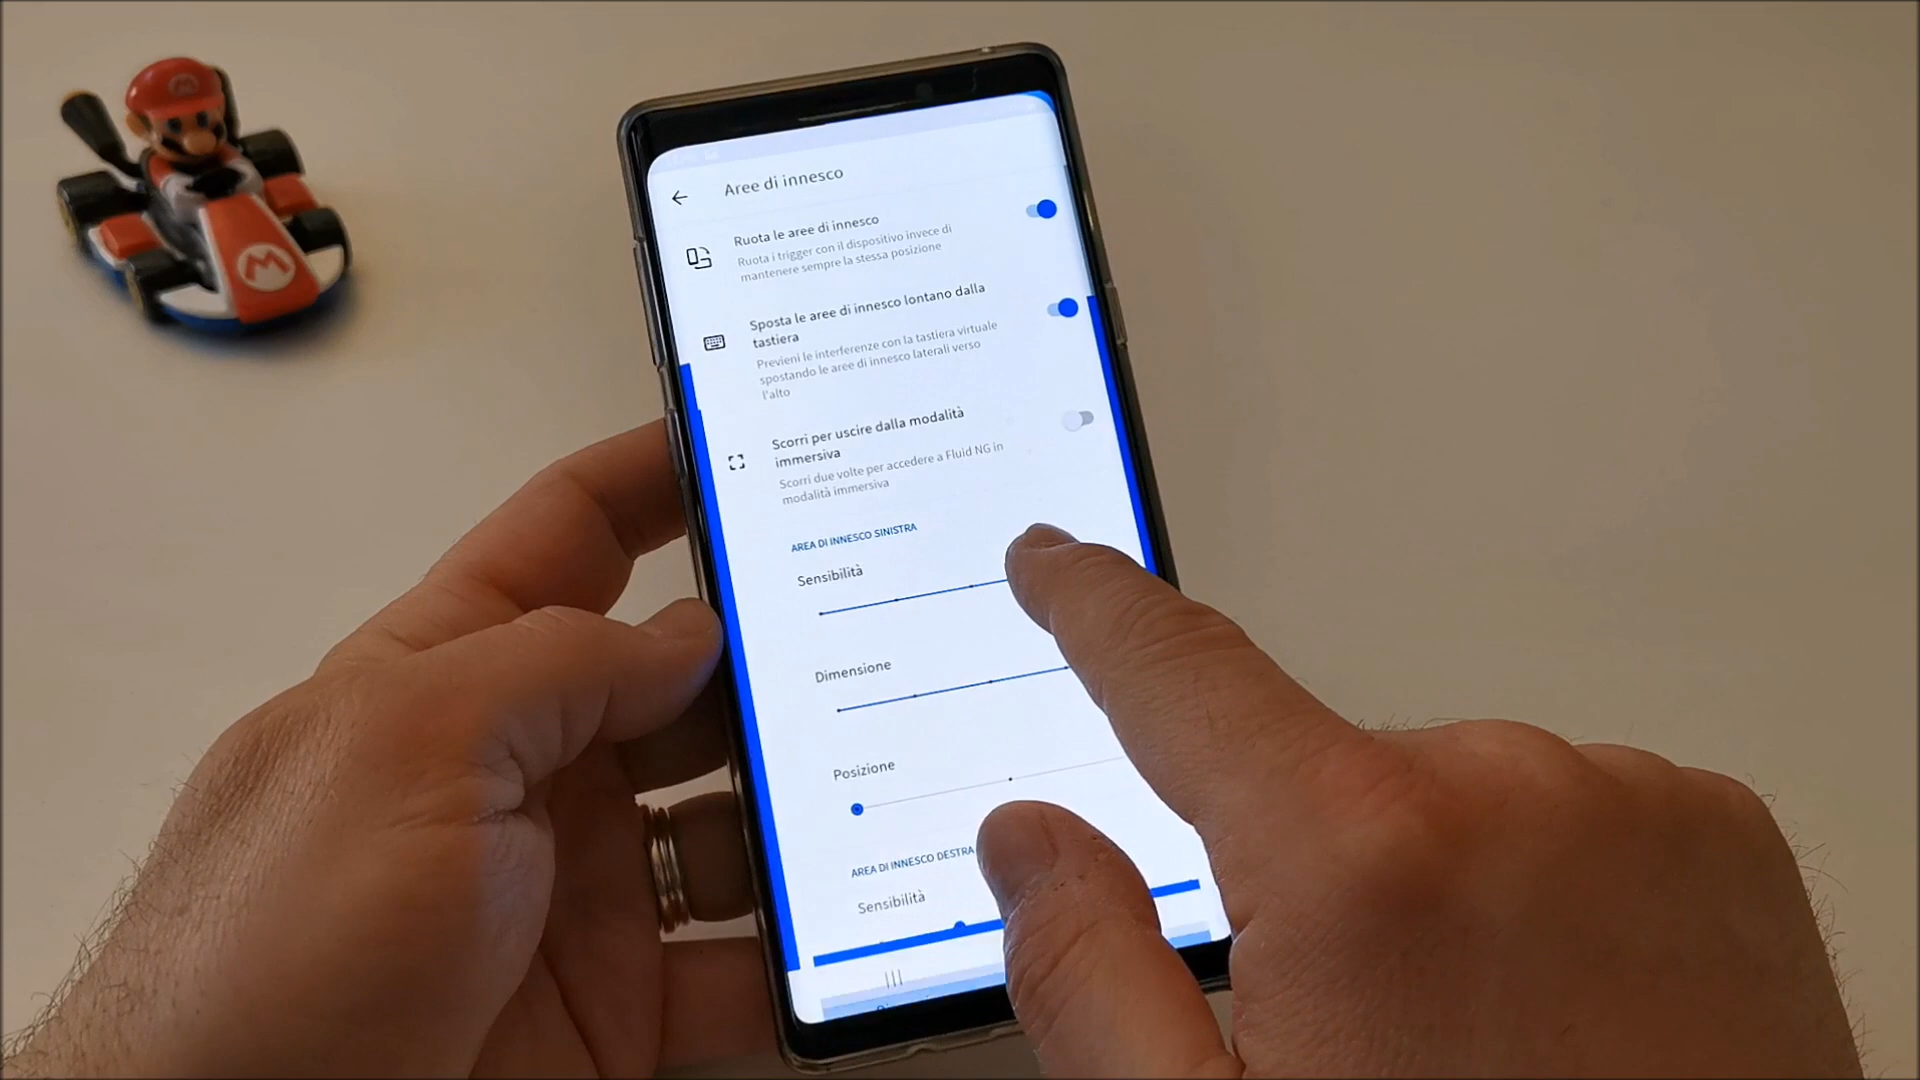 Aree di innesco
Ruota le aree di innesco
Ruota i trigger con il dispositivo invece di
mantenere sempre la stessa posizione
Sposta le aree di innesco lontano dalla
tastiera
Previeni le interferenze con la tastiera virtuale
spostando le aree di innesco laterali verso
l'alto
Scorri per uscire dalla modalità
immersiva
Scorri due volte per accedere a Fluid NG in
modalità immersiva
AREA DI INNESCO SINISTRA
Sensibilità
Dimensione
Posizione
AREA DI INNESCO DESTRA
Sensibilità
M
M